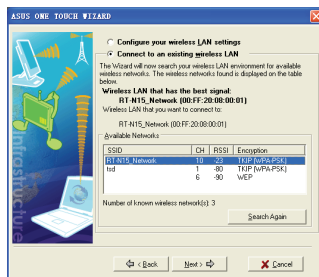 ASUS ONE TOUCH WIZARD
Configure your wireless LAN settings
Connect to an existing wireless LAN
The Wizard will now search your wireless LAN environment for available
wireless networks. The wireless networks found is displayed on the table
below.
Wireless LAN that has the best signal:
RT-N15_Network (00:FF:20:08:00:01)
Wireless LAN that you want to connect to:
RT-N15_Network (00:FF:20:08:00:01)
Available Networks
SSID CH RSSI Encryption
RT-N15_Network 10 -23 TKIP (WPA-PSK)
tsd 1 -80 TKIP (WPA-PSK)
6 -90 WEP
Number of known wireless network(s): 3
Search Again
Infrastructure
< Back
Next >
Cancel